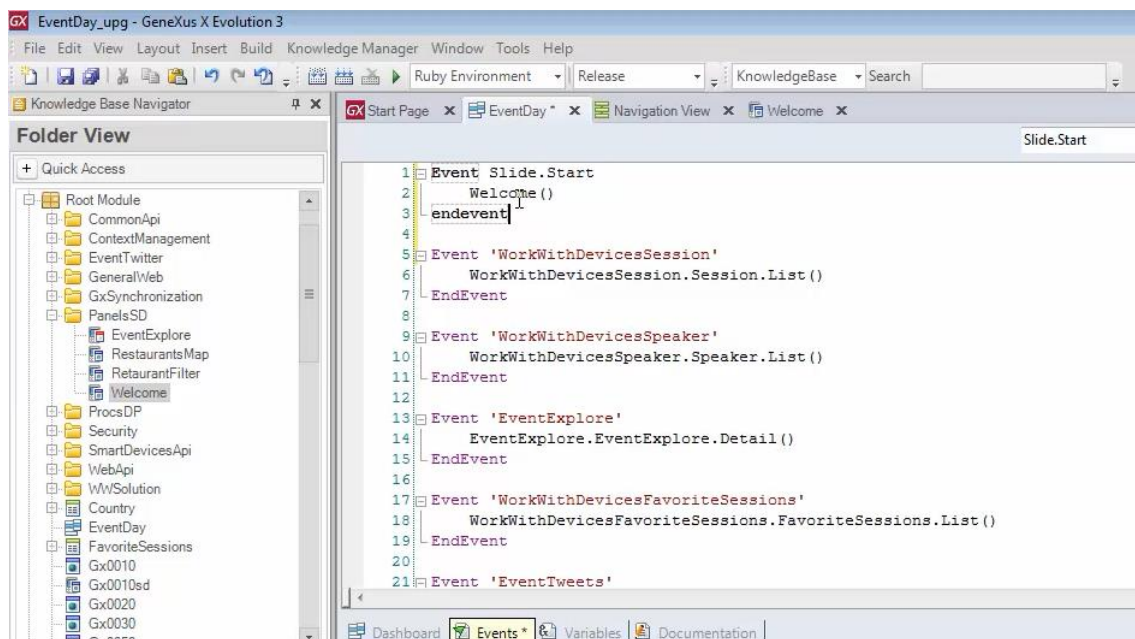 GX EventDay_upg - GeneXus X Evolution 3
File Edit View Layout Insert Build Knowledge Manager Window Tools Help
Ruby Environment Release KnowledgeBase Search
Knowledge Base Navigator
Folder View
Quick Access
Root Module
CommonApi
ContextManagement
EventTwitter
GeneralWeb
GxSynchronization
PanelsSD
EventExplore
RestaurantsMap
RetaurantFilter
Welcome
ProcsDP
Security
SmartDevicesApi
WebApi
WWSolution
Country
EventDay
FavoriteSessions
Gx0010
Gx0010sd
Gx0020
Gx0030
GX Start Page EventDay * Navigation View Welcome
Slide.Start
1 Event Slide.Start
2 Welcome()
3 endevent
4
5 Event 'WorkWithDevicesSession'
6 WorkWithDevicesSession.Session.List()
7 EndEvent
8
9 Event 'WorkWithDevicesSpeaker'
10 WorkWithDevicesSpeaker.Speaker.List()
11 EndEvent
12
13 Event 'EventExplore'
14 EventExplore.EventExplore.Detail()
15 EndEvent
16
17 Event 'WorkWithDevicesFavoriteSessions'
18 WorkWithDevicesFavoriteSessions.FavoriteSessions.List()
19 EndEvent
20
21 Event 'EventTweets'
Dashboard Events * Variables Documentation